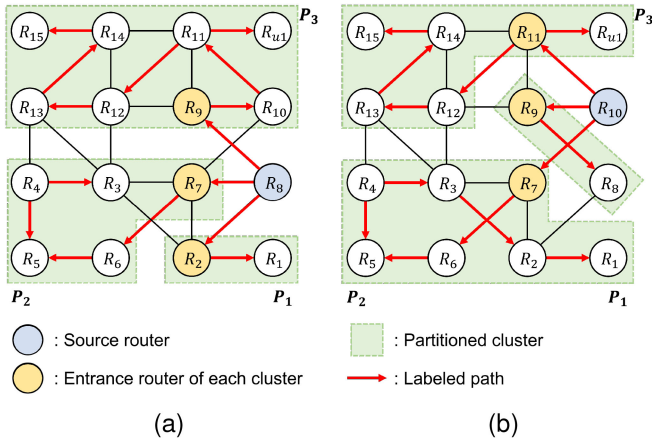 R15 R14 R11 Ru1 P3
R13 R12 R9 R10
R4 R3 R7 R8
R5 R6 R2 R1
P2 P1
R15 R14 R11 Ru1 P3
R13 R12 R9 R10
R4 R3 R7 R8
R5 R6 R2 R1
P2 P1
: Source router
: Entrance router of each cluster
: Partitioned cluster
: Labeled path
(a)
(b)